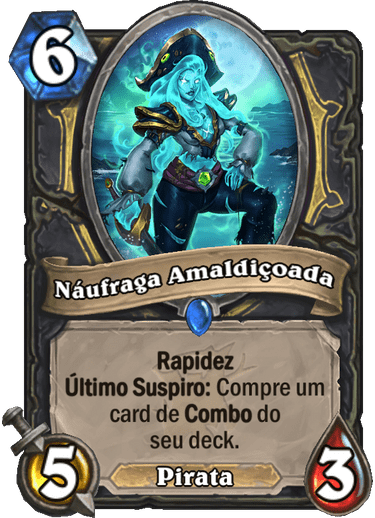 6
Náufraga Amaldiçoada
Rapidez
Último Suspiro: Compre um
card de Combo do
seu deck.
5
Pirata
3